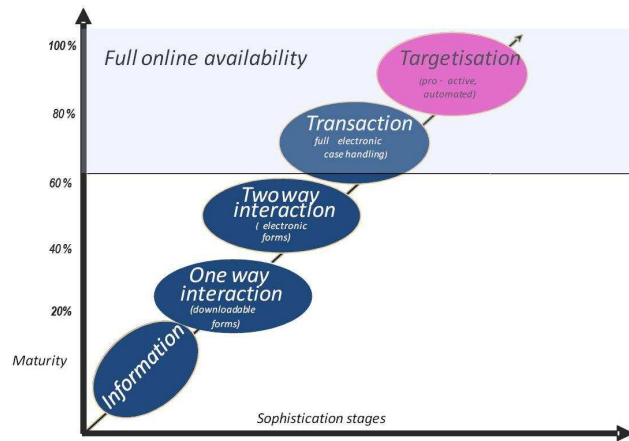 100%
Full online availability
Targetisation
(pro - active,
automated)
80%
Transaction
full electronic
case handling)
60%
Two way
interaction
( electronic
forms)
40%
One way
interaction
(downloadable
forms)
20%
Information
Maturity
Sophistication stages